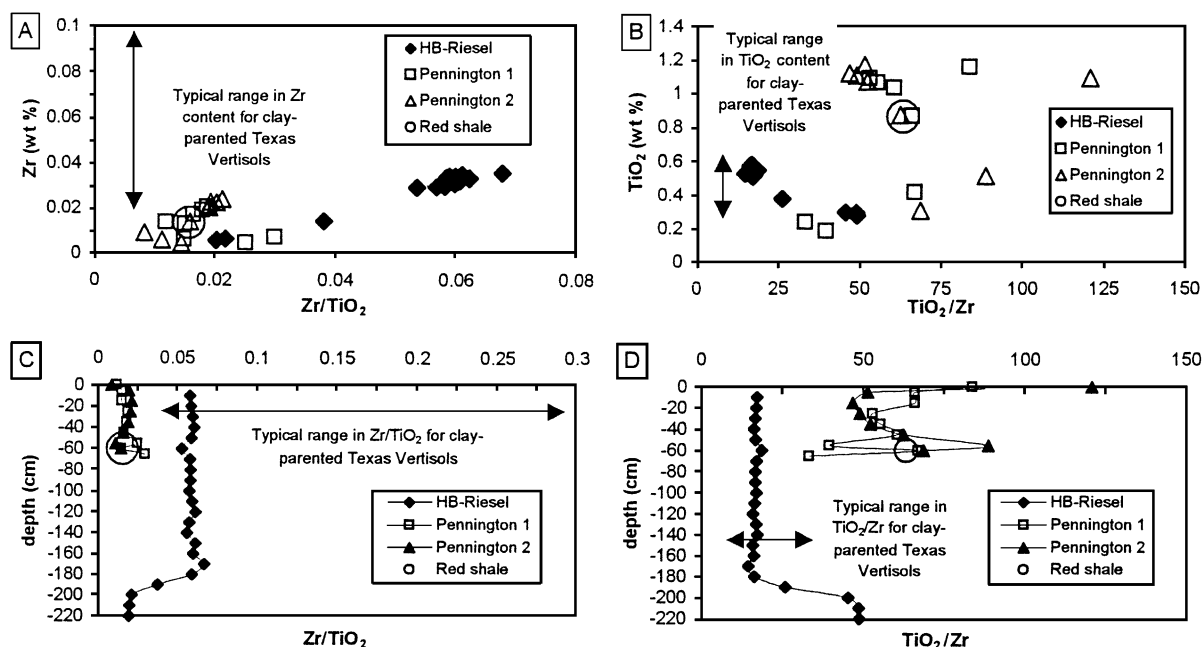 A
Zr (wt %)
0.1
0.08
0.06
0.04
0.02
0
Typical range in Zr
content for clay-
parented Texas
Vertisols
HB-Riesel
Pennington 1
Pennington 2
Red shale
0 0.02 0.04 0.06 0.08
Zr/TiO₂
B
TiO₂ (wt %)
1.4
1.2
1
0.8
0.6
0.4
0.2
0
Typical range
in TiO₂ content
for clay-
parented Texas
Vertisols
HB-Riesel
Pennington 1
Pennington 2
Red shale
0 25 50 75 100 125 150
TiO₂/Zr
C
0 0.05 0.1 0.15 0.2 0.25 0.3
depth (cm)
0
-20
-40
-60
-80
-100
-120
-140
-160
-180
-200
-220
Typical range in Zr/TiO₂ for clay-
parented Texas Vertisols
HB-Riesel
Pennington 1
Pennington 2
Red shale
Zr/TiO₂
D
0 50 100 150
depth (cm)
0
-20
-40
-60
-80
-100
-120
-140
-160
-180
-200
-220
Typical range in
TiO₂/Zr for clay-
parented Texas
Vertisols
HB-Riesel
Pennington 1
Pennington 2
Red shale
TiO₂/Zr